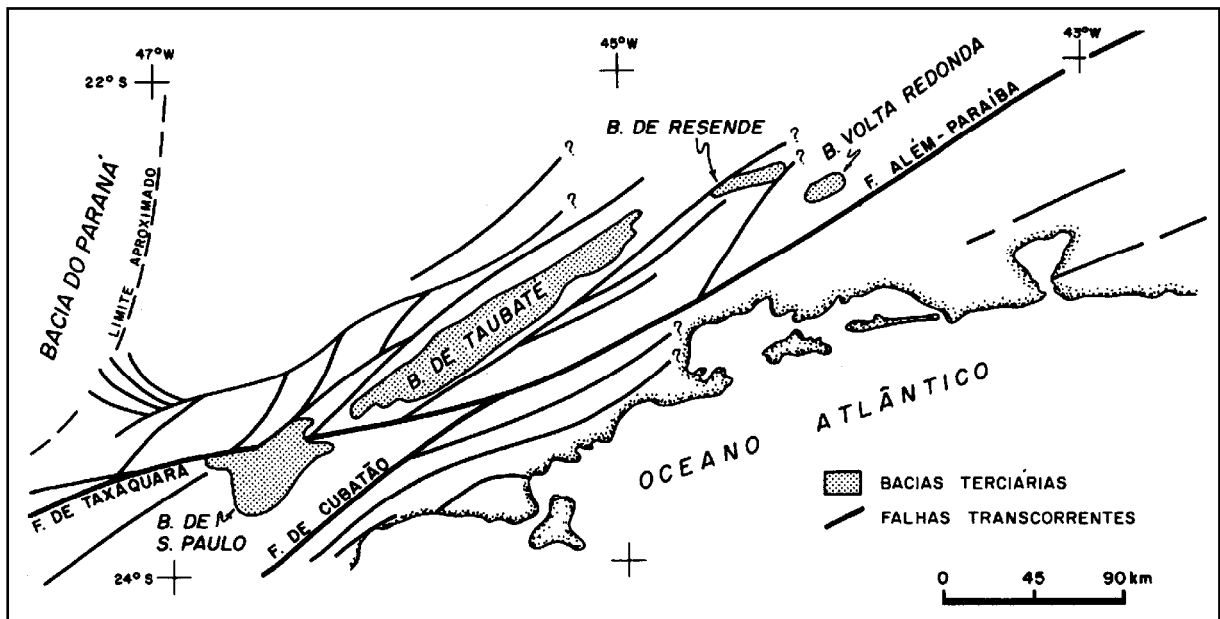 47°W
45°W
43°W
22° S
BACIA DO PARANÁ
LIMITE APROXIMADO
B. DE RESENDE
B. VOLTA REDONDA
F. ALÉM-PARAÍBA
?
?
?
?
B. DE TAUBATÉ
?
?
F. DE TAXAQUARA
B. DE
S. PAULO
F. DE CUBATÃO
OCEANO ATLÂNTICO
24° S
BACIAS TERCIÁRIAS
FALHAS TRANSCORRENTES
0 45 90 km